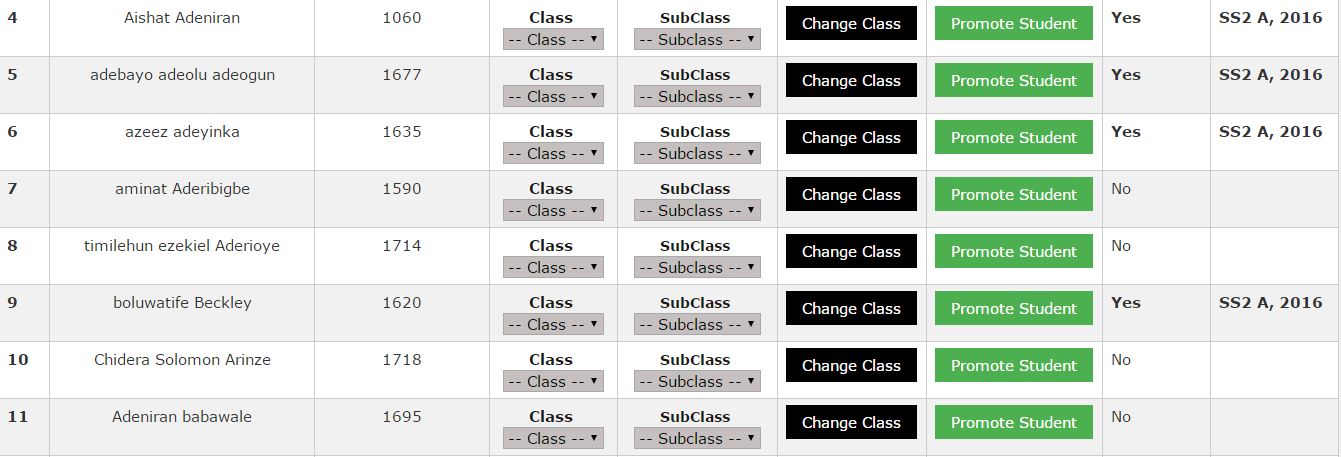 4 Aishat Adeniran 1060 Class SubClass Change Class Promote Student Yes SS2 A, 2016
-- Class -- -- Subclass --
5 adebayo adeolu adeogun 1677 Class SubClass Change Class Promote Student Yes SS2 A, 2016
-- Class -- -- Subclass --
6 azeez adeyinka 1635 Class SubClass Change Class Promote Student Yes SS2 A, 2016
-- Class -- -- Subclass --
7 aminat Aderibigbe 1590 Class SubClass Change Class Promote Student No
-- Class -- -- Subclass --
8 timilehun ezekiel Aderioye 1714 Class SubClass Change Class Promote Student No
-- Class -- -- Subclass --
9 boluwatife Beckley 1620 Class SubClass Change Class Promote Student Yes SS2 A, 2016
-- Class -- -- Subclass --
10 Chidera Solomon Arinze 1718 Class SubClass Change Class Promote Student No
-- Class -- -- Subclass --
11 Adeniran babawale 1695 Class SubClass Change Class Promote Student No
-- Class -- -- Subclass --